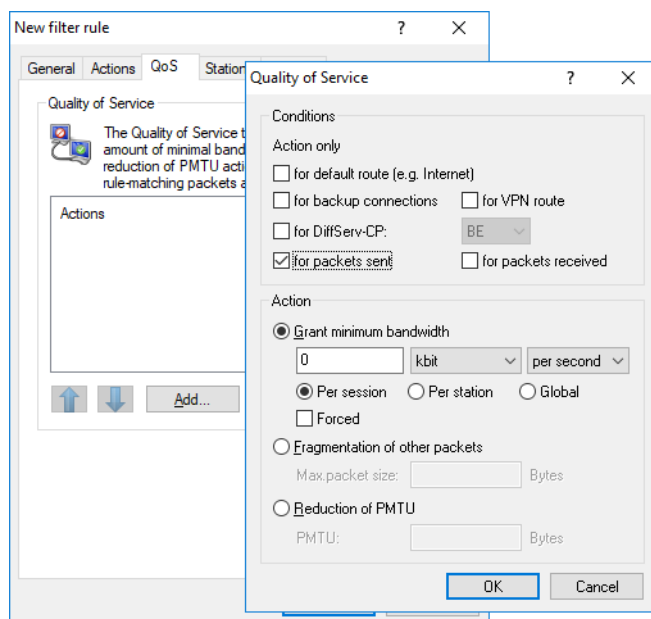 New filter rule
?
General Actions QoS Station
Quality of Service
The Quality of Service t
amount of minimal band
reduction of PMTU acti
rule-matching packets a
Actions
Add...
Quality of Service
?
Conditions
Action only
for default route (e.g. Internet)
for backup connections for VPN route
for DiffServ-CP: BE
for packets sent for packets received
Action
Grant minimum bandwidth
0 kbit per second
Per session Per station Global
Forced
Fragmentation of other packets
Max.packet size: Bytes
Reduction of PMTU
PMTU: Bytes
OK Cancel